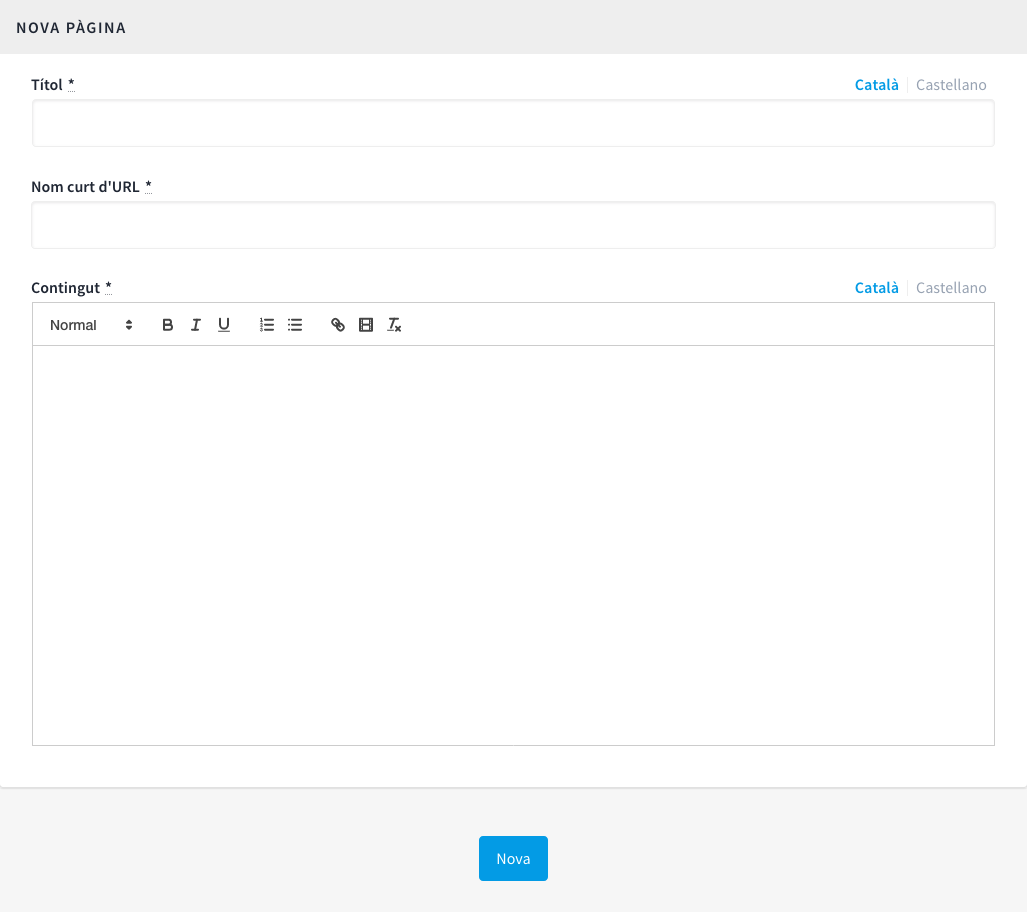 NOVA PÀGINA
Títol *
Català Castellano
Nom curt d'URL *
Contingut *
Català Castellano
Normal
Nova